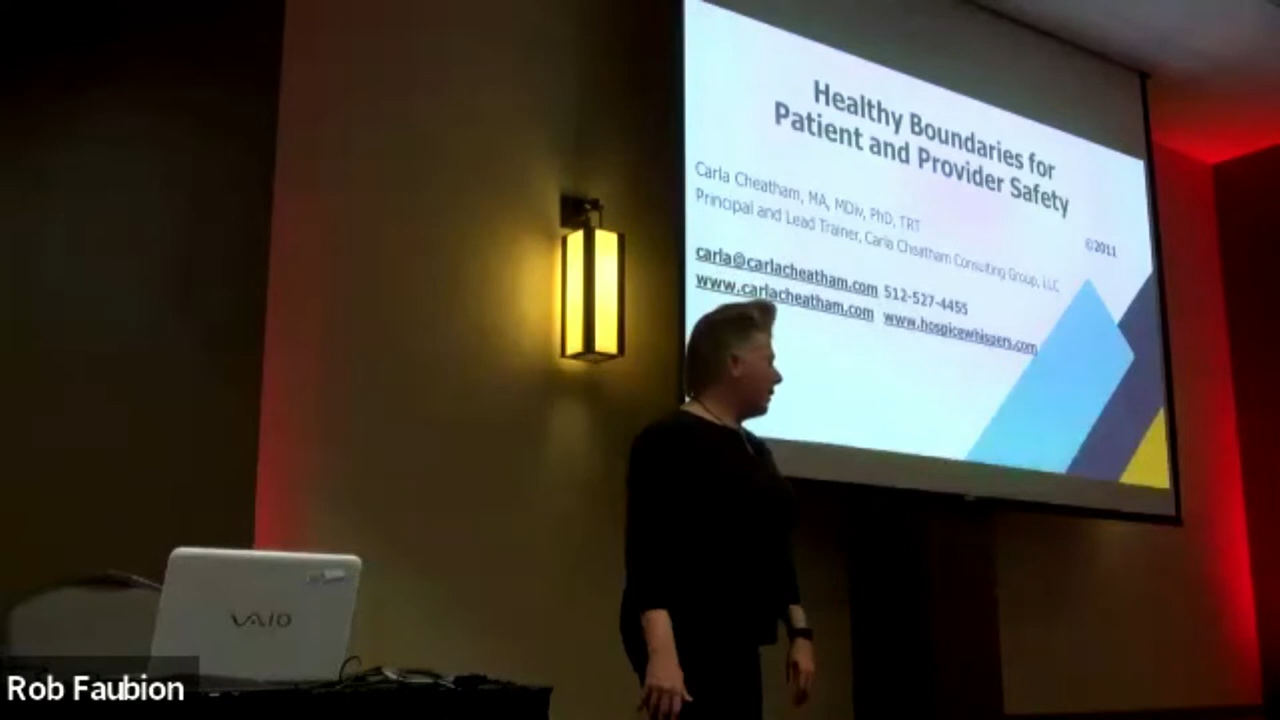 Healthy Boundaries for
Patient and Provider Safety
Carla Cheatham, MA, MDiv, PhD, TRT
Principal and Lead Trainer, Carla Cheatham Consulting Group, LLC
©2011
carla@carlacheatham.com 512-527-4455
www.carlacheatham.com www.hospicewhispers.com
VAIO
Rob Faubion